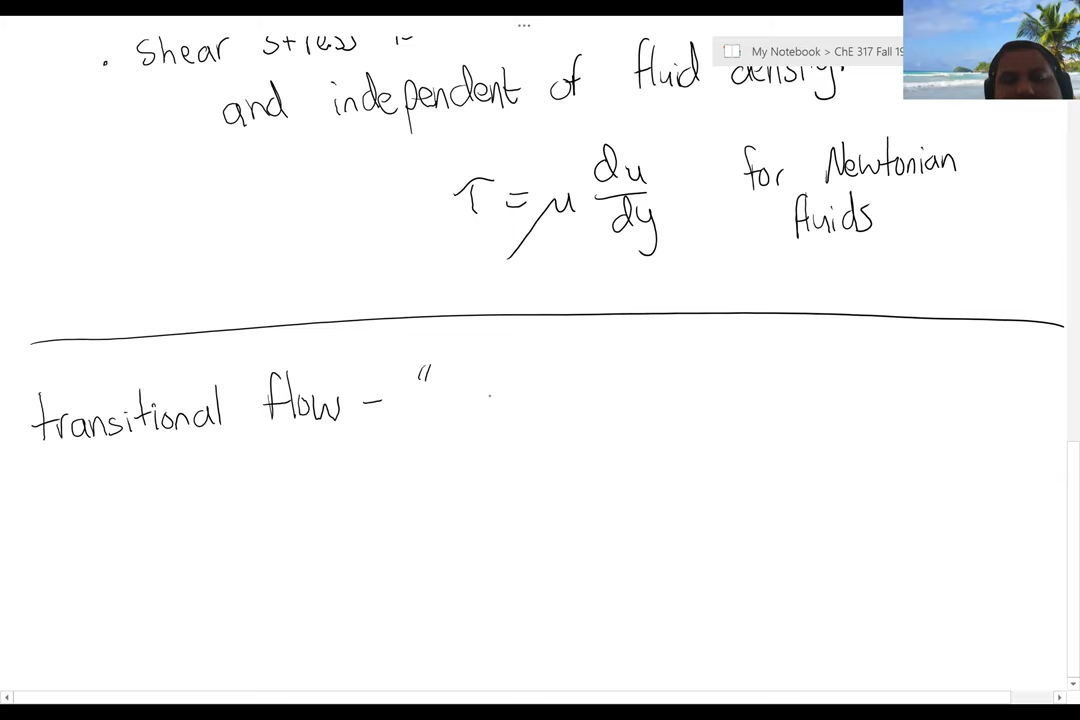 My Notebook > ChE 317 Fall 19
. Shear stress
and independent of fluid density.
τ = μ du/dy for Newtonian
fluids
transitional flow - "